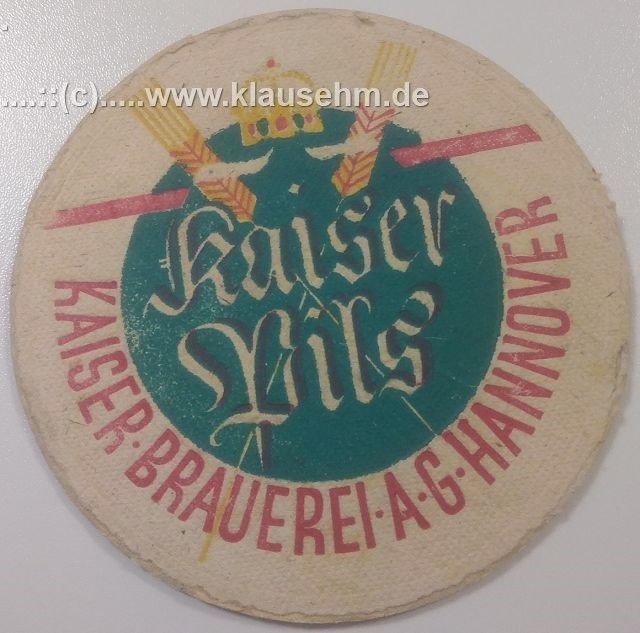 .....::(c).....www.klausehm.de
Kaiser
Pils
KAISER·BRAUEREI·A·G·HANNOVER